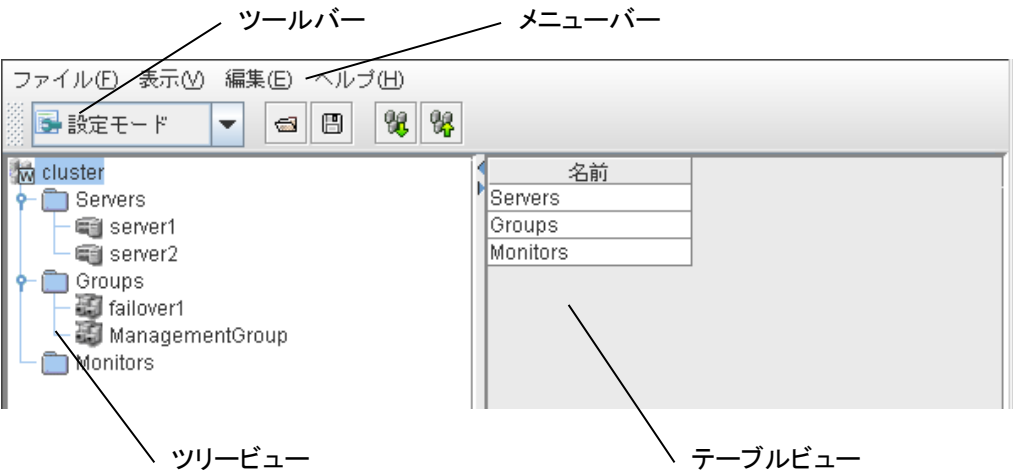 ツールバー
メニューバー
ファイル(F) 表示(V) 編集(E) ヘルプ(H)
設定モード
cluster
Servers
server1
server2
Groups
failover1
ManagementGroup
Monitors
名前
Servers
Groups
Monitors
ツリービュー
テーブルビュー